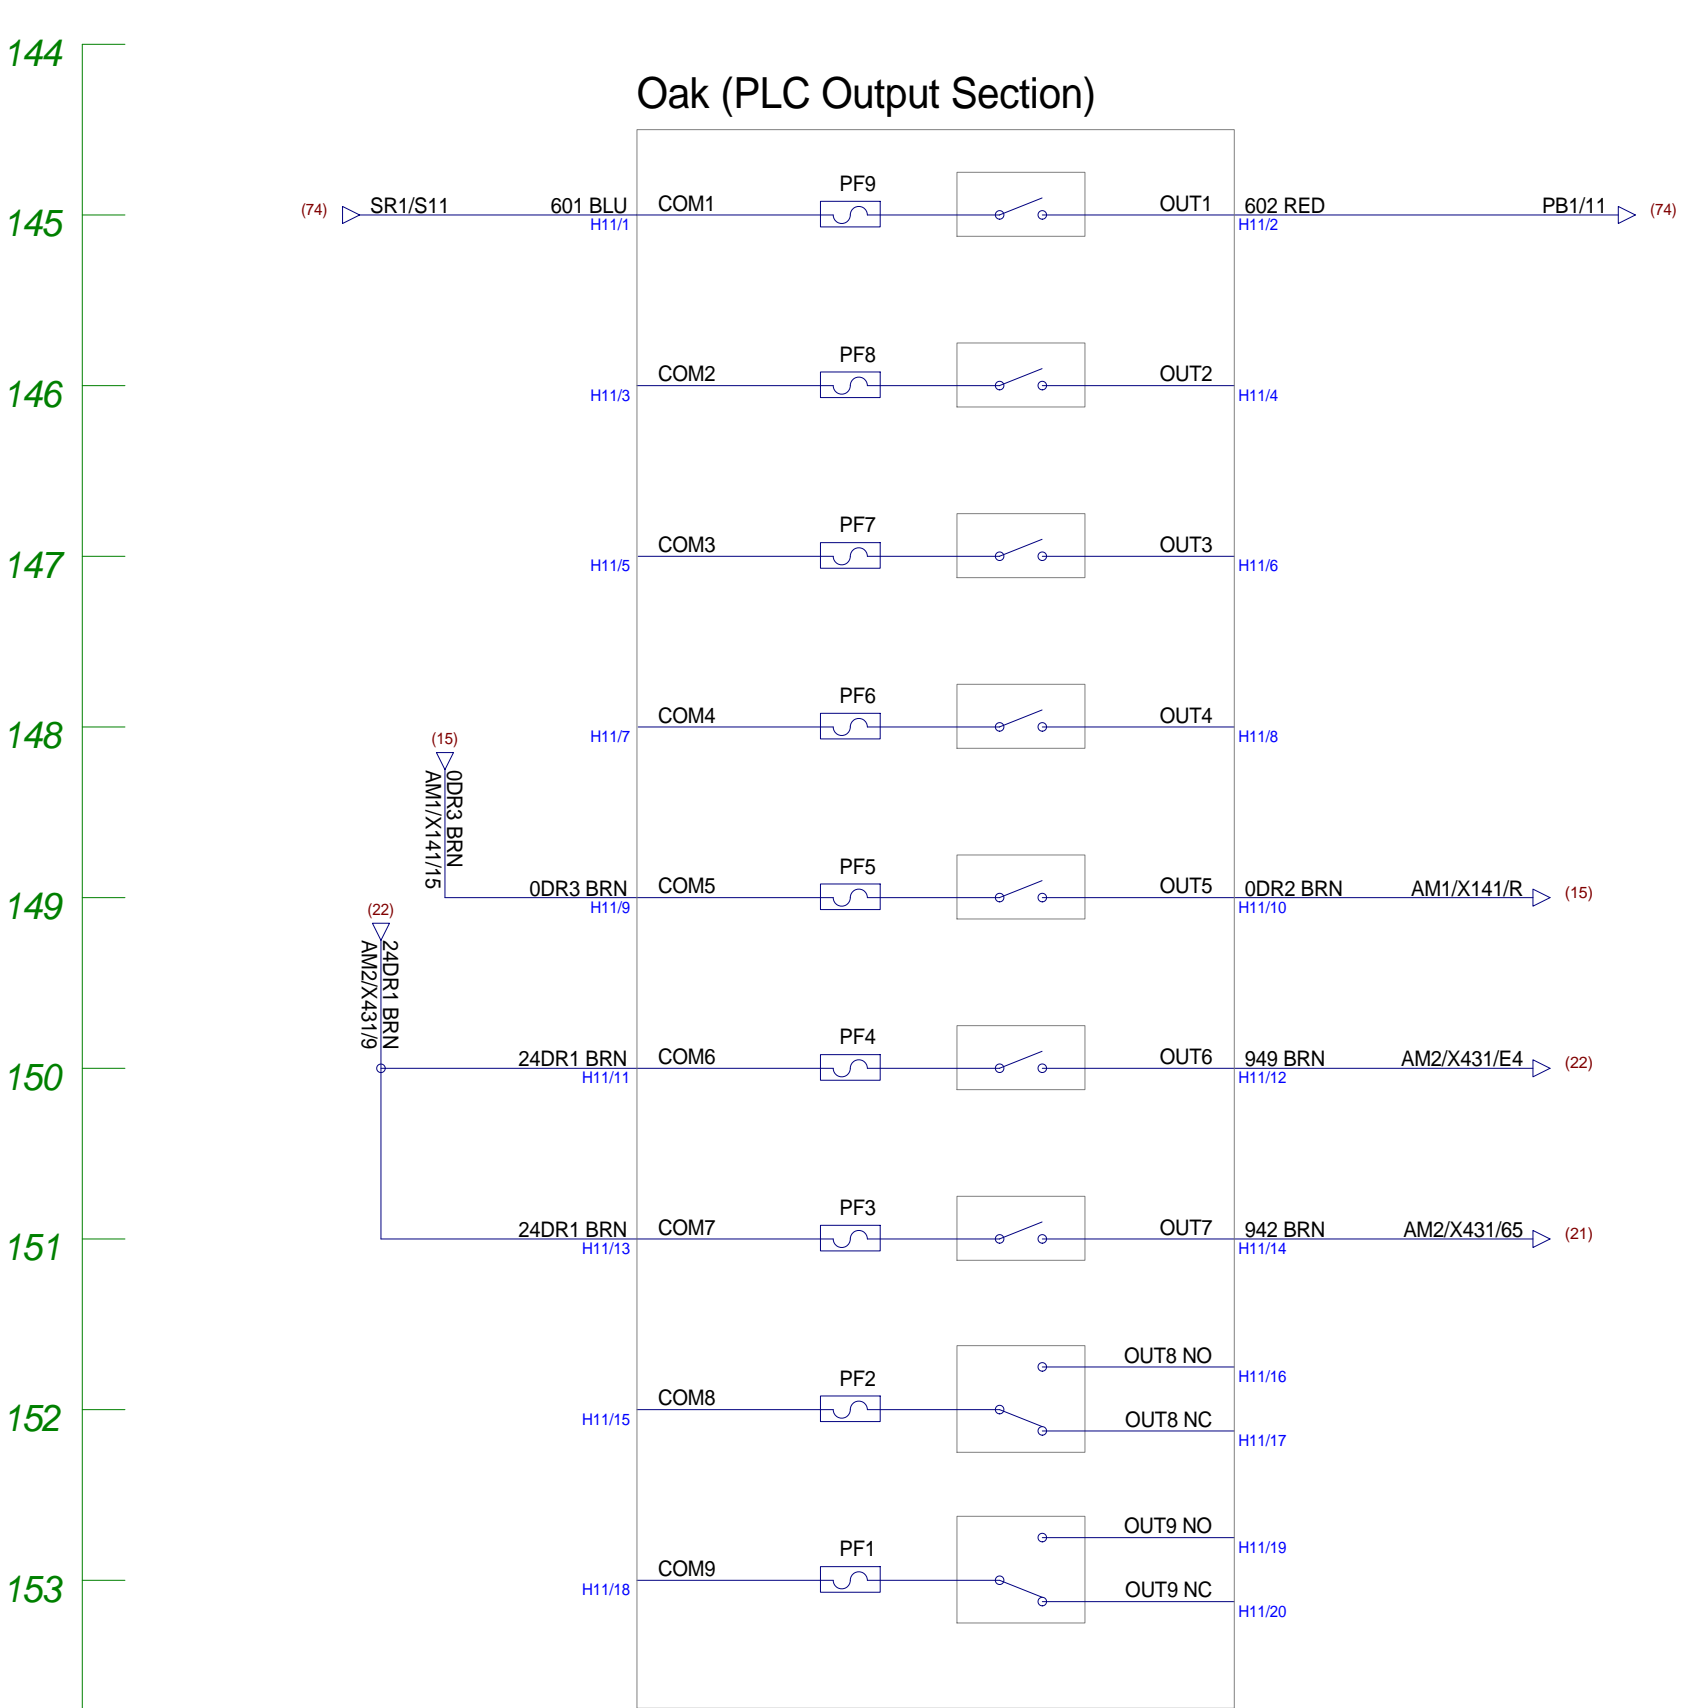 144
Oak (PLC Output Section)
PF9
(74) SR1/S11 601 BLU COM1 OUT1 602 RED PB1/11 (74)
145 H11/1 H11/2
PF8
COM2 OUT2
146 H11/3 H11/4
PF7
COM3 OUT3
147 H11/5 H11/6
PF6
COM4 OUT4
148 H11/7 H11/8
(15)
0DR3 BRN
AM1/X141/15
PF5
0DR3 BRN COM5 OUT5 0DR2 BRN AM1/X141/R (15)
149 H11/9 H11/10
(22)
24DR1 BRN
AM2/X431/9
PF4
24DR1 BRN COM6 OUT6 949 BRN AM2/X431/E4 (22)
150 H11/11 H11/12
PF3
24DR1 BRN COM7 OUT7 942 BRN AM2/X431/65 (21)
151 H11/13 H11/14
OUT8 NO
PF2 H11/16
COM8
152 H11/15 OUT8 NC
H11/17
OUT9 NO
PF1 H11/19
COM9
153 H11/18 OUT9 NC
H11/20